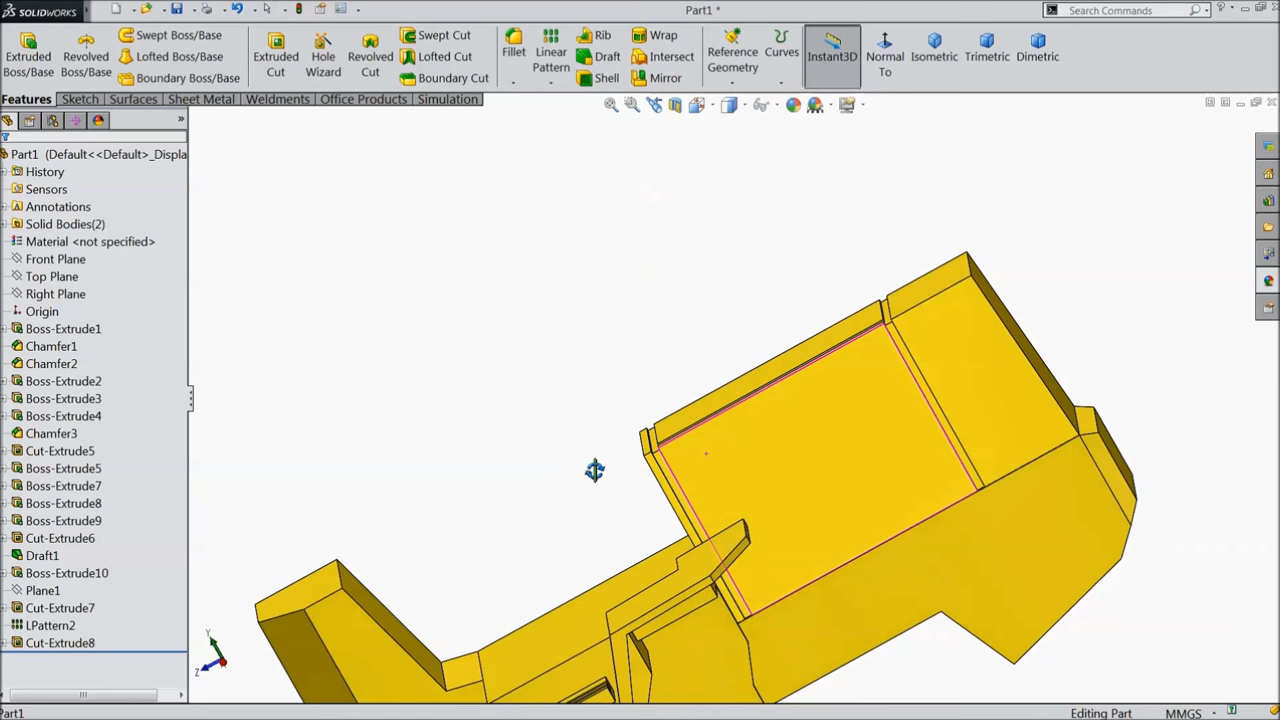 SOLIDWORKS
Part1 *
Search Commands
Extruded Boss/Base
Revolved Boss/Base
Swept Boss/Base
Lofted Boss/Base
Boundary Boss/Base
Extruded Cut
Hole Wizard
Revolved Cut
Swept Cut
Lofted Cut
Boundary Cut
Fillet
Linear Pattern
Rib
Draft
Shell
Wrap
Intersect
Mirror
Reference Geometry
Curves
Instant3D
Normal To
Isometric
Trimetric
Dimetric
Features
Sketch
Surfaces
Sheet Metal
Weldments
Office Products
Simulation
Part1 (Default<<Default>_Displa
History
Sensors
Annotations
Solid Bodies(2)
Material <not specified>
Front Plane
Top Plane
Right Plane
Origin
Boss-Extrude1
Chamfer1
Chamfer2
Boss-Extrude2
Boss-Extrude3
Boss-Extrude4
Chamfer3
Cut-Extrude5
Boss-Extrude5
Boss-Extrude7
Boss-Extrude8
Boss-Extrude9
Cut-Extrude6
Draft1
Boss-Extrude10
Plane1
Cut-Extrude7
LPattern2
Cut-Extrude8
Y
Z
Part1
Editing Part
MMGS